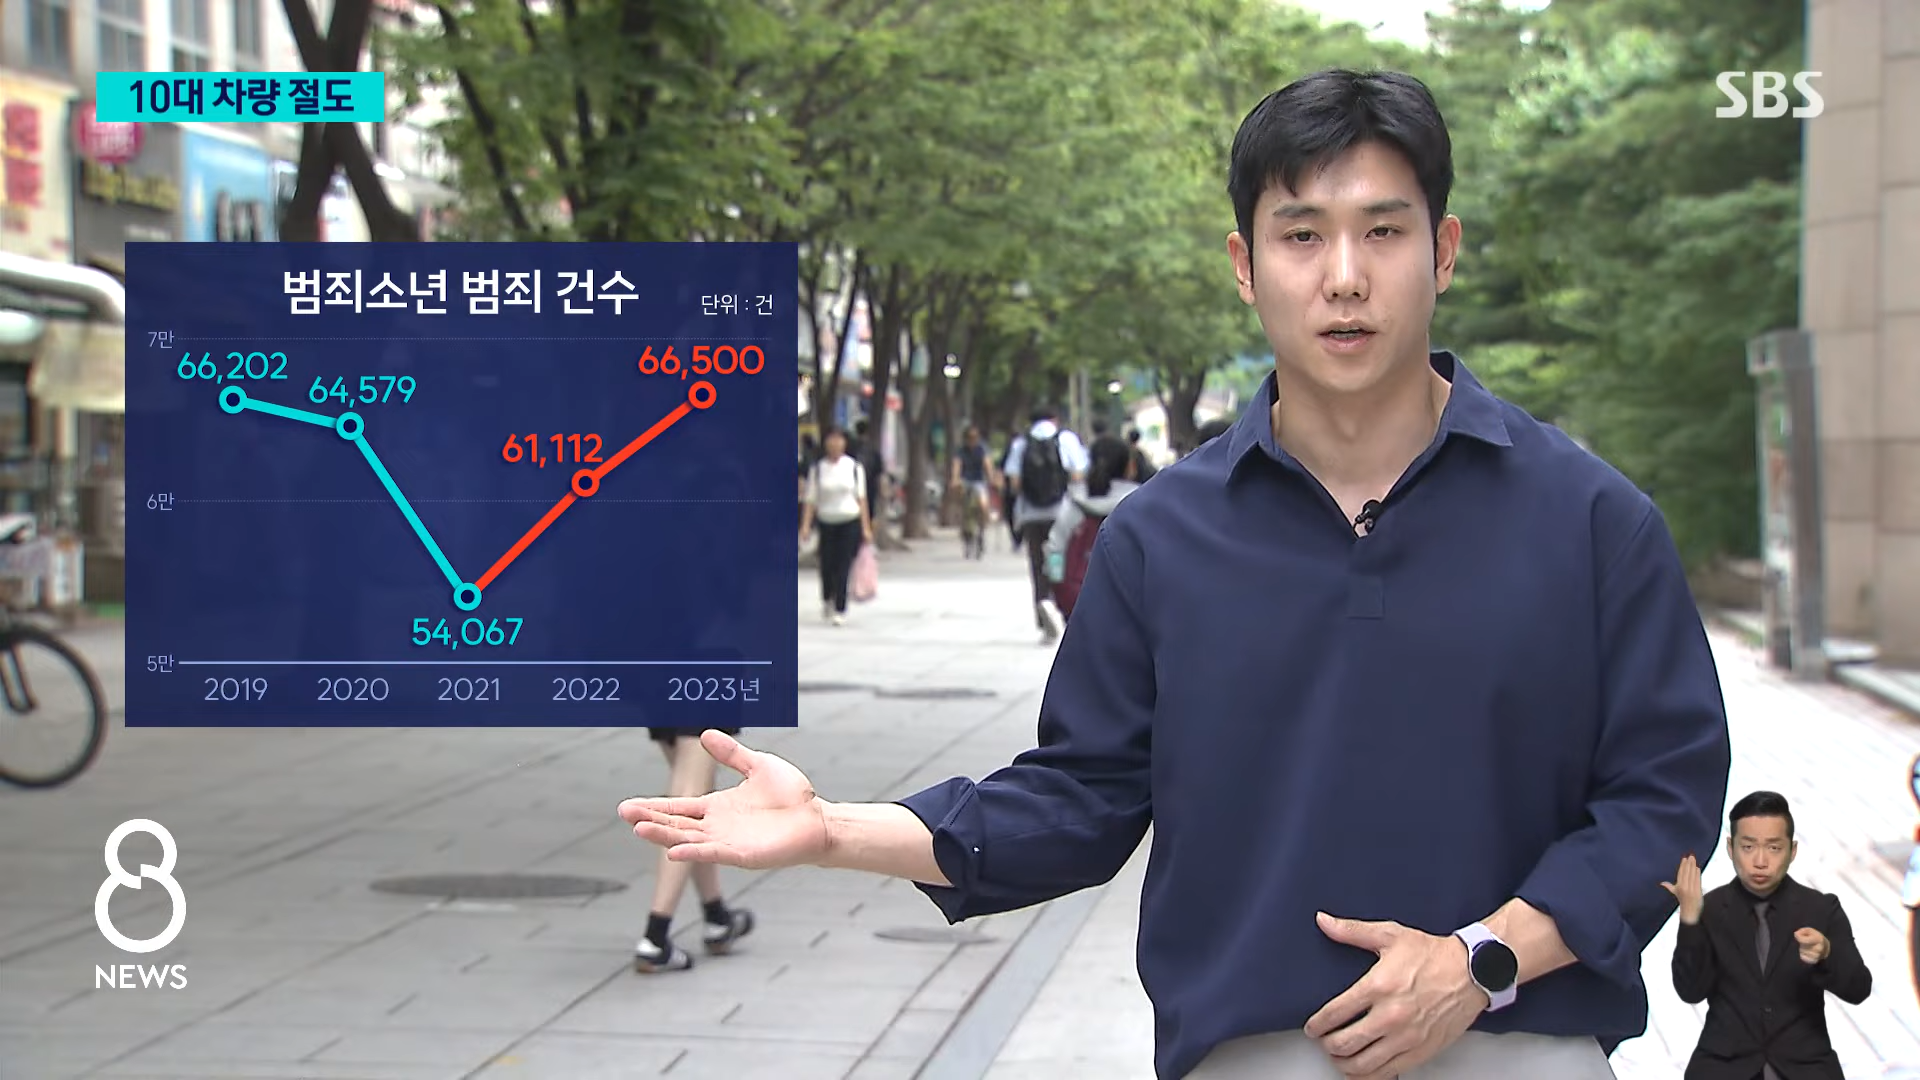 10대 차량 절도
SBS
범죄소년 범죄 건수
단위 : 건
7만
66,202
64,579
66,500
61,112
6만
54,067
5만
2019 2020 2021 2022 2023년
8
NEWS